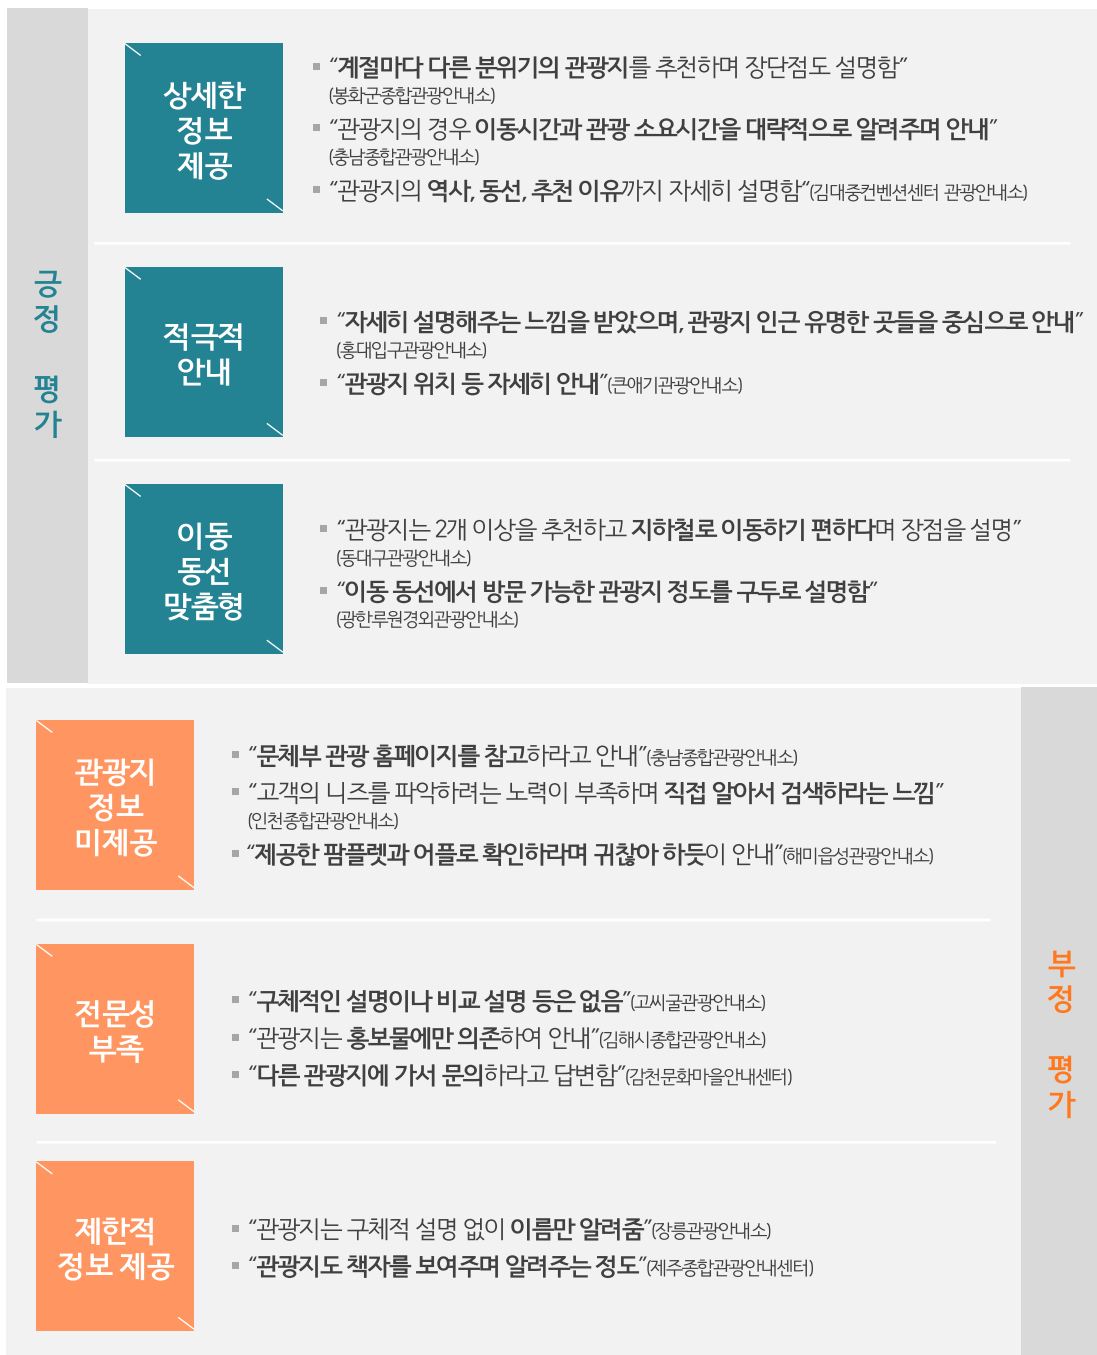 긍정 평가
상세한
정보
제공
▪ “계절마다 다른 분위기의 관광지를 추천하며 장단점도 설명함”
(봉화군종합관광안내소)
▪ “관광지의 경우 이동시간과 관광 소요시간을 대략적으로 알려주며 안내”
(충남종합관광안내소)
▪ “관광지의 역사, 동선, 추천 이유까지 자세히 설명함“(김대중컨벤션센터 관광안내소)
적극적
안내
▪ “자세히 설명해주는 느낌을 받았으며, 관광지 인근 유명한 곳들을 중심으로 안내”
(홍대입구관광안내소)
▪ “관광지 위치 등 자세히 안내”(큰애기관광안내소)
이동
동선
맞춤형
▪ “관광지는 2개 이상을 추천하고 지하철로 이동하기 편하다며 장점을 설명”
(동대구관광안내소)
▪ “이동 동선에서 방문 가능한 관광지 정도를 구두로 설명함”
(광한루원경외관광안내소)
부정 평가
관광지
정보
미제공
▪ “문체부 관광 홈페이지를 참고하라고 안내”(충남종합관광안내소)
▪ “고객의 니즈를 파악하려는 노력이 부족하며 직접 알아서 검색하라는 느낌”
(인천종합관광안내소)
▪ “제공한 팜플렛과 어플로 확인하라며 귀찮아 하듯이 안내”(해미읍성관광안내소)
전문성
부족
▪ “구체적인 설명이나 비교 설명 등은 없음”(고씨굴관광안내소)
▪ “관광지는 홍보물에만 의존하여 안내”(김해시종합관광안내소)
▪ “다른 관광지에 가서 문의하라고 답변함”(감천문화마을안내센터)
제한적
정보 제공
▪ “관광지는 구체적 설명 없이 이름만 알려줌”(장릉관광안내소)
▪ “관광지도 책자를 보여주며 알려주는 정도”(제주종합관광안내센터)